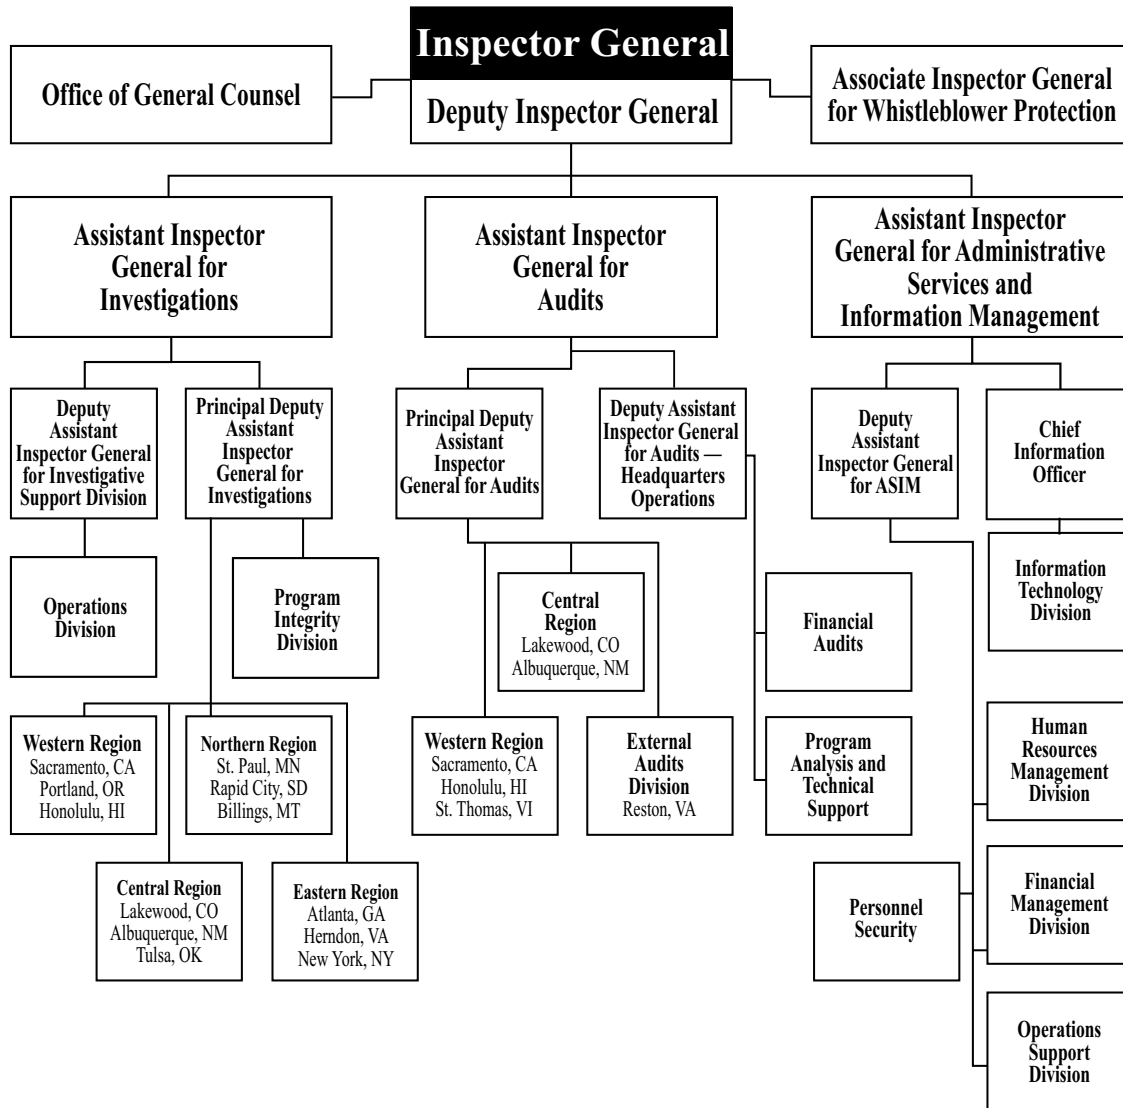 Inspector General
Deputy Inspector General
Office of General Counsel
Associate Inspector General
for Whistleblower Protection
Assistant Inspector
General for
Investigations
Assistant Inspector
General for
Audits
Assistant Inspector
General for Administrative
Services and
Information Management
Deputy
Assistant
Inspector General
for Investigative
Support Division
Principal Deputy
Assistant
Inspector
General for
Investigations
Principal Deputy
Assistant
Inspector
General for Audits
Deputy Assistant
Inspector General
for Audits —
Headquarters
Operations
Deputy
Assistant
Inspector General
for ASIM
Chief
Information
Officer
Operations
Division
Program
Integrity
Division
Central
Region
Lakewood, CO
Albuquerque, NM
Financial
Audits
Information
Technology
Division
Western Region
Sacramento, CA
Portland, OR
Honolulu, HI
Northern Region
St. Paul, MN
Rapid City, SD
Billings, MT
Western Region
Sacramento, CA
Honolulu, HI
St. Thomas, VI
External
Audits
Division
Reston, VA
Program
Analysis and
Technical
Support
Human
Resources
Management
Division
Central Region
Lakewood, CO
Albuquerque, NM
Tulsa, OK
Eastern Region
Atlanta, GA
Herndon, VA
New York, NY
Personnel
Security
Financial
Management
Division
Operations
Support
Division